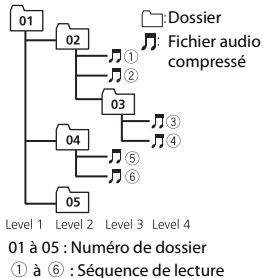 01
:Dossier
02
: Fichier audio
compressé
①
②
03
③
④
04
⑤
⑥
05
Level 1 Level 2 Level 3 Level 4
01 à 05 : Numéro de dossier
① à ⑥ : Séquence de lecture